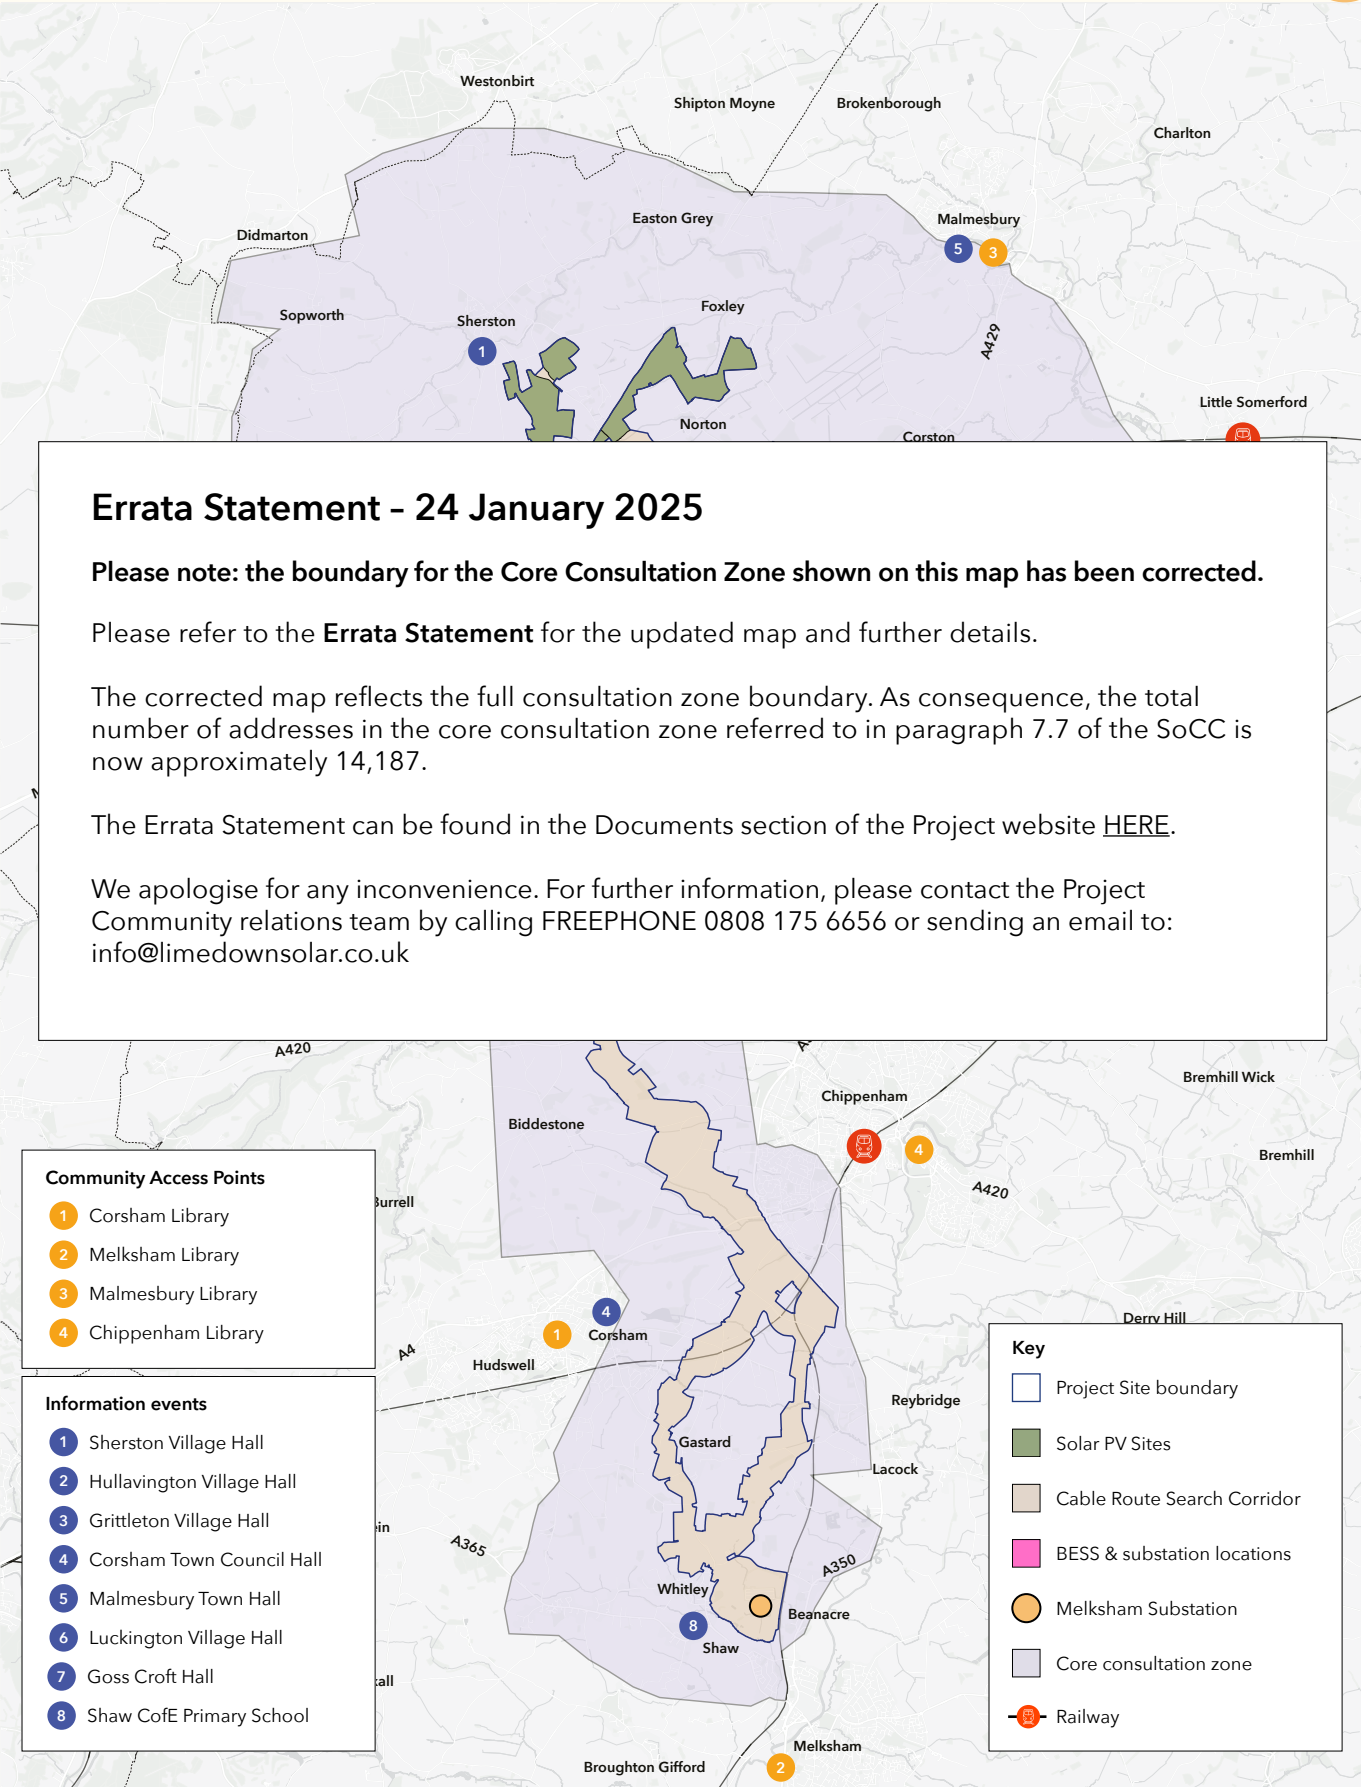 Westonbirt
Shipton Moyne
Brokenborough
Charlton
Easton Grey
Malmesbury
Didmarton
5
3
Sopworth
Foxley
Sherston
1
A429
Little Somerford
Norton
Corston
Errata Statement – 24 January 2025
Please note: the boundary for the Core Consultation Zone shown on this map has been corrected.
Please refer to the Errata Statement for the updated map and further details.
The corrected map reflects the full consultation zone boundary. As consequence, the total
number of addresses in the core consultation zone referred to in paragraph 7.7 of the SoCC is
now approximately 14,187.
The Errata Statement can be found in the Documents section of the Project website HERE.
We apologise for any inconvenience. For further information, please contact the Project
Community relations team by calling FREEPHONE 0808 175 6656 or sending an email to:
info@limedownsolar.co.uk
A420
Bremhill Wick
Chippenham
Biddestone
4
Bremhill
A420
Burrell
Community Access Points
1 Corsham Library
2 Melksham Library
3 Malmesbury Library
4 Chippenham Library
4
Corsham
1
Derry Hill
A4
Hudswell
Reybridge
Gastard
Lacock
A365
A350
Whitley
Beanacre
8
Shaw
Information events
1 Sherston Village Hall
2 Hullavington Village Hall
3 Grittleton Village Hall
4 Corsham Town Council Hall
5 Malmesbury Town Hall
6 Luckington Village Hall
7 Goss Croft Hall
8 Shaw CofE Primary School
Key
Project Site boundary
Solar PV Sites
Cable Route Search Corridor
BESS & substation locations
Melksham Substation
Core consultation zone
Railway
Melksham
Broughton Gifford
2